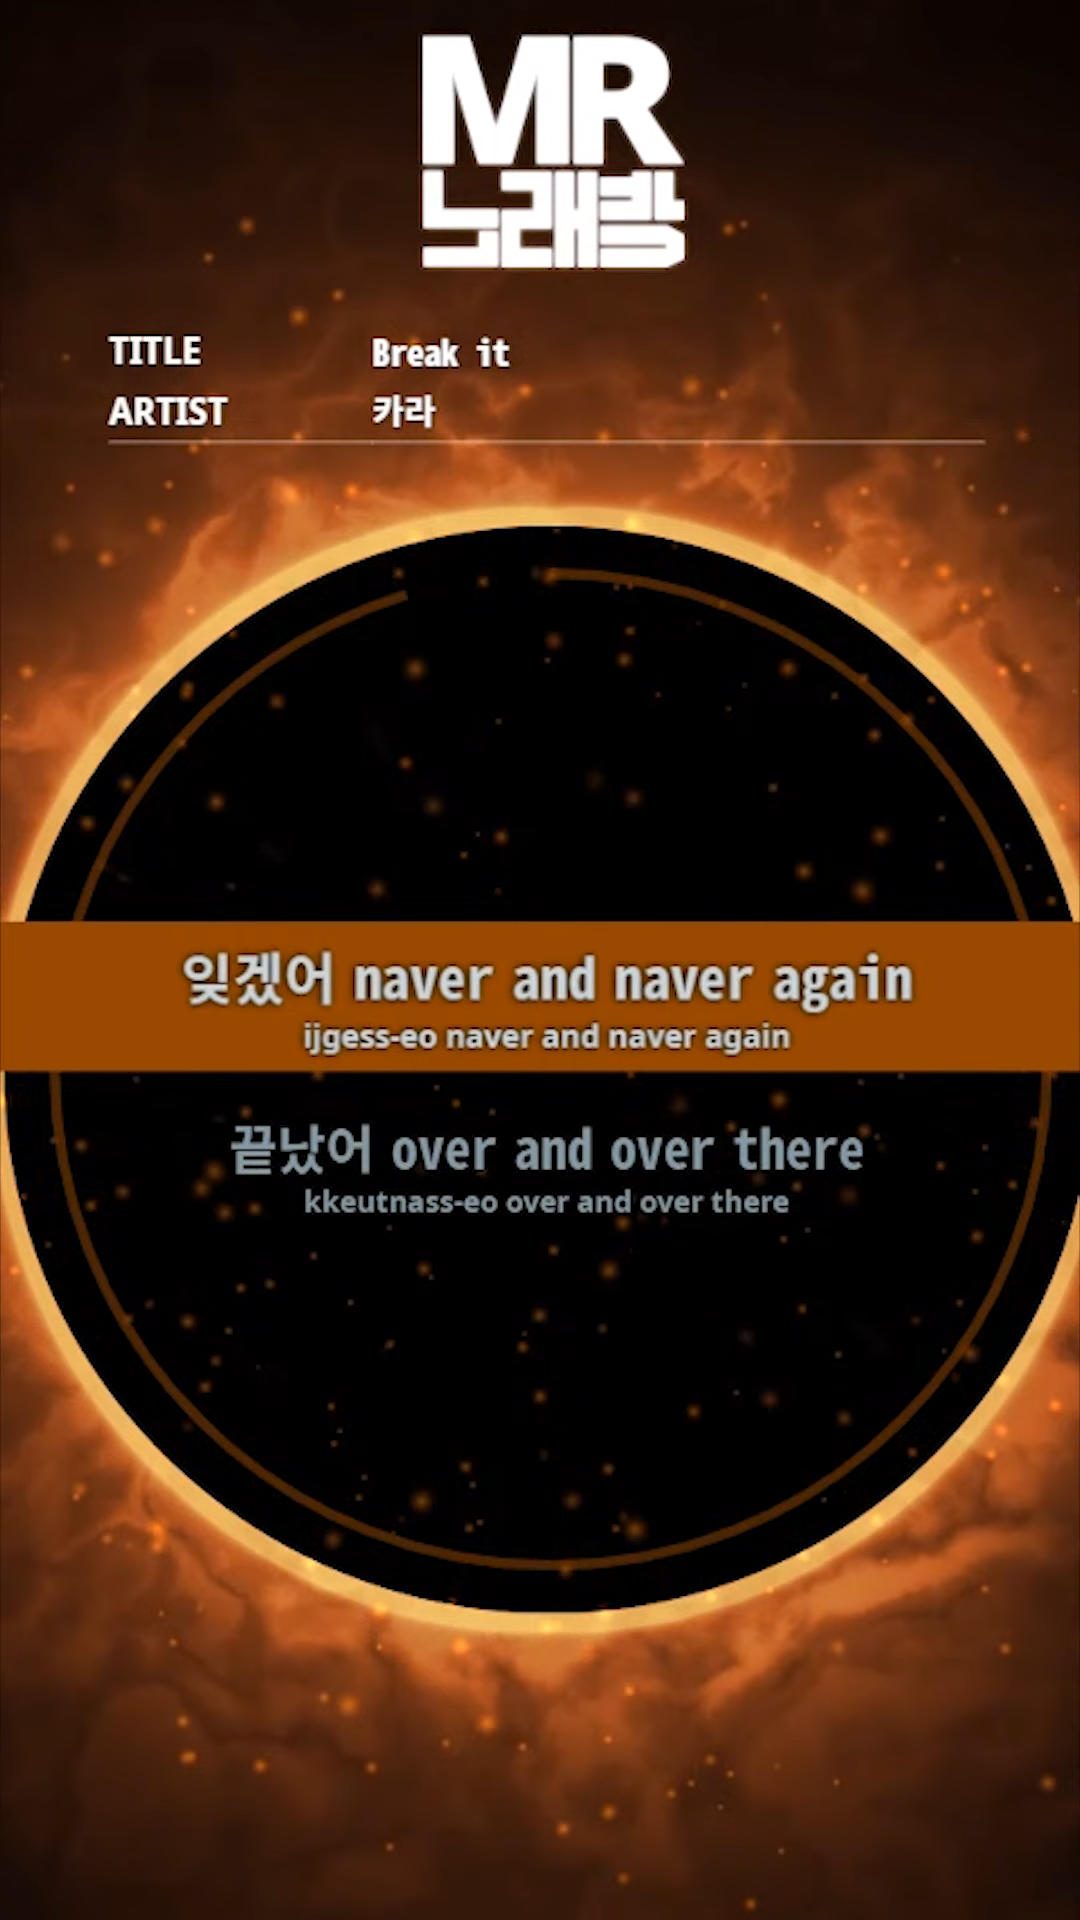 MR
노래방
TITLE Break it
ARTIST 카라
잊겠어 naver and naver again
ijgess-eo naver and naver again
끝났어 over and over there
kkeutnass-eo over and over there